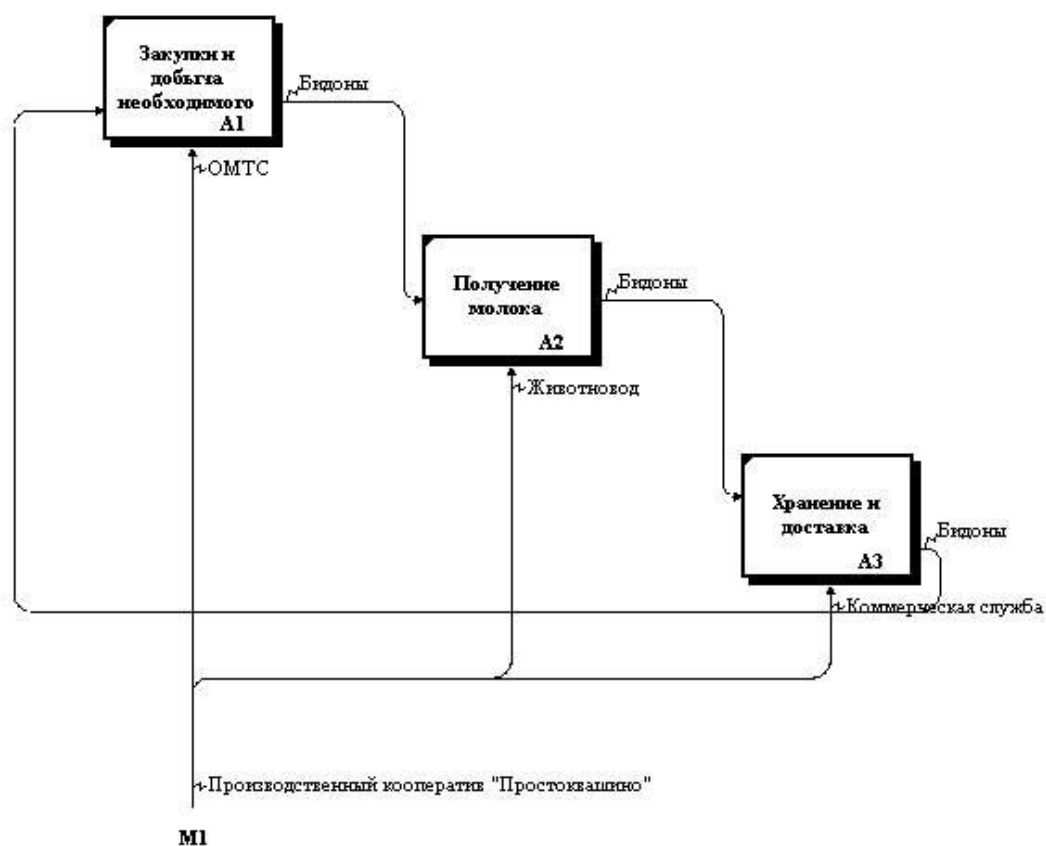 Закупки и
добыча
необходимого
A1
Бидоны
ОМТС
Получение
молока
A2
Бидоны
Животновод
Хранение и
доставка
A3
Бидоны
Коммерческая служба
Производственный кооператив "Простоквашино"
M1